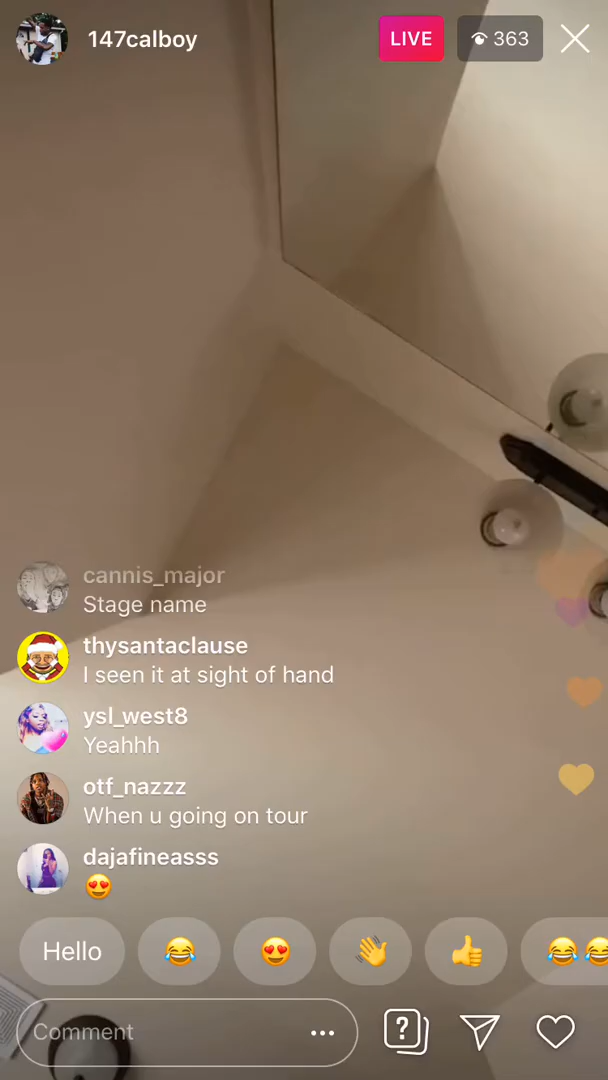 147calboy
LIVE
363
cannis_major
Stage name
thysantaclause
I seen it at sight of hand
ysl_west8
Yeahhh
otf_nazzz
When u going on tour
dajafineasss
😍
Hello 😂 😍 👋 👍 😂😂
Comment